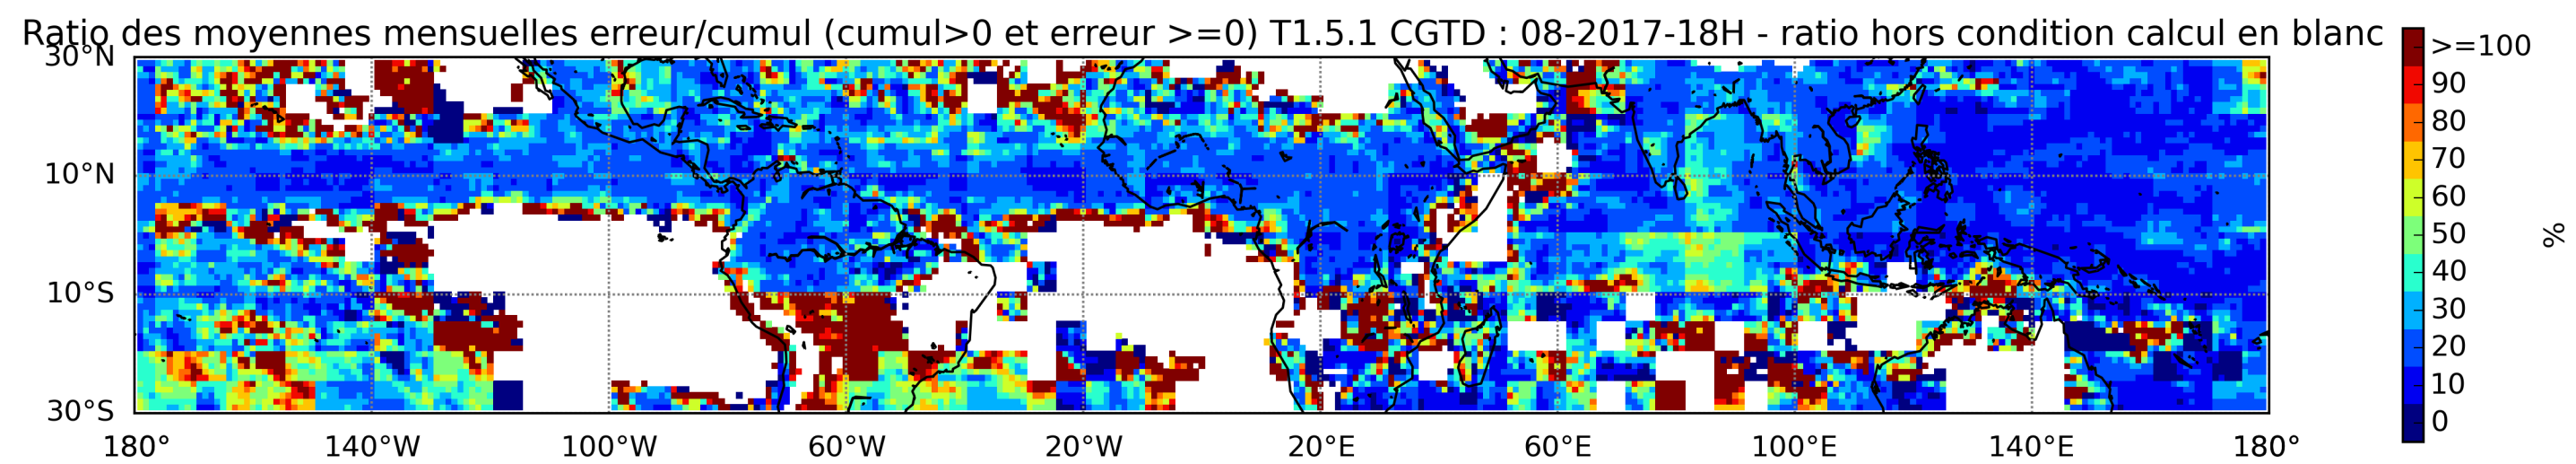 Ratio des moyennes mensuelles erreur/cumul (cumul>0 et erreur >=0) T1.5.1 CGTD : 08-2017-18H - ratio hors condition calcul en blanc
30°N
10°N
10°S
30°S
180° 140°W 100°W 60°W 20°W 20°E 60°E 100°E 140°E 180°
>=100
90
80
70
60
50
40
30
20
10
0
%